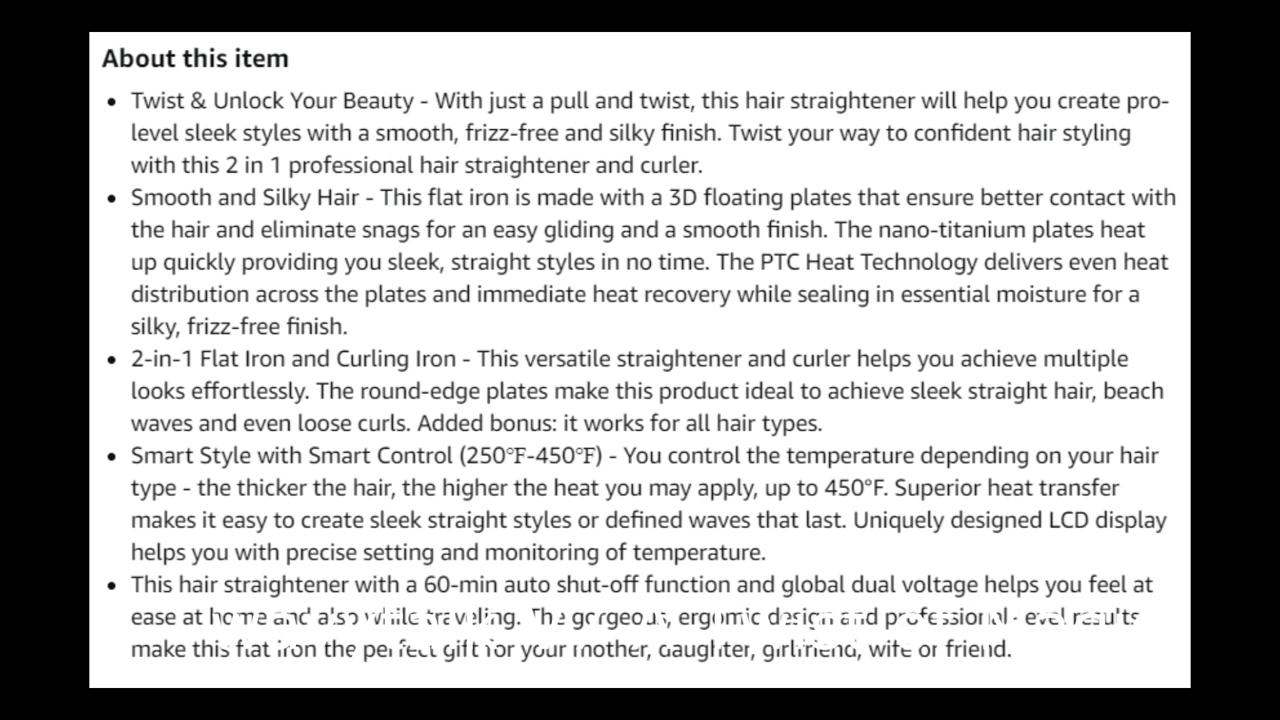 About this item
• Twist & Unlock Your Beauty - With just a pull and twist, this hair straightener will help you create pro-
level sleek styles with a smooth, frizz-free and silky finish. Twist your way to confident hair styling
with this 2 in 1 professional hair straightener and curler.
• Smooth and Silky Hair - This flat iron is made with a 3D floating plates that ensure better contact with
the hair and eliminate snags for an easy gliding and a smooth finish. The nano-titanium plates heat
up quickly providing you sleek, straight styles in no time. The PTC Heat Technology delivers even heat
distribution across the plates and immediate heat recovery while sealing in essential moisture for a
silky, frizz-free finish.
• 2-in-1 Flat Iron and Curling Iron - This versatile straightener and curler helps you achieve multiple
looks effortlessly. The round-edge plates make this product ideal to achieve sleek straight hair, beach
waves and even loose curls. Added bonus: it works for all hair types.
• Smart Style with Smart Control (250℉-450℉) - You control the temperature depending on your hair
type - the thicker the hair, the higher the heat you may apply, up to 450°F. Superior heat transfer
makes it easy to create sleek straight styles or defined waves that last. Uniquely designed LCD display
helps you with precise setting and monitoring of temperature.
• This hair straightener with a 60-min auto shut-off function and global dual voltage helps you feel at
ease at home and also while traveling. The gorgeous, ergomic design and professional-level results
make this flat iron the perfect gift for your mother, daughter, girlfriend, wife or friend.